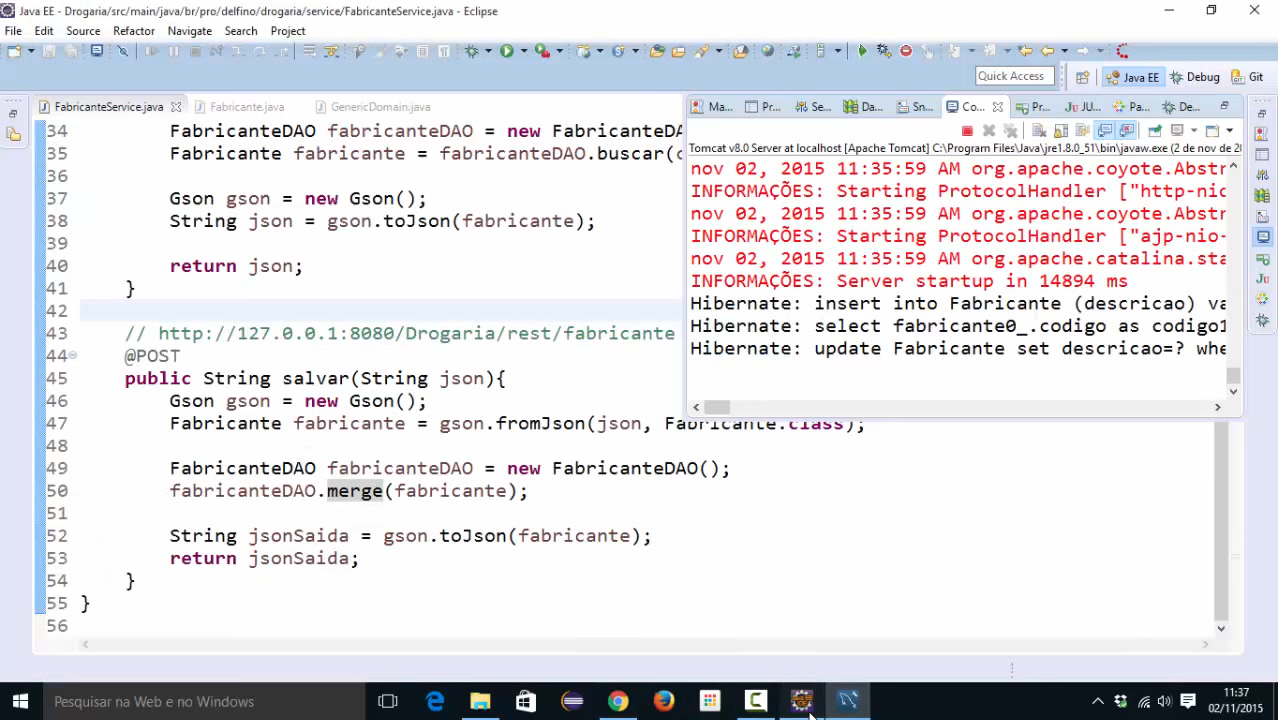 Java EE - Drogaria/src/main/java/br/pro/delfino/drogaria/service/FabricanteService.java - Eclipse
File Edit Source Refactor Navigate Search Project
Quick Access Java EE Debug Git
FabricanteService.java Fabricante.java GenericDomain.java
34 FabricanteDAO fabricanteDAO = new FabricanteDA
35 Fabricante fabricante = fabricanteDAO.buscar(c
36
37 Gson gson = new Gson();
38 String json = gson.toJson(fabricante);
39
40 return json;
41 }
42
43 // http://127.0.0.1:8080/Drogaria/rest/fabricante
44 @POST
45 public String salvar(String json){
46 Gson gson = new Gson();
47 Fabricante fabricante = gson.fromJson(json, Fabricante.class);
48
49 FabricanteDAO fabricanteDAO = new FabricanteDAO();
50 fabricanteDAO.merge(fabricante);
51
52 String jsonSaida = gson.toJson(fabricante);
53 return jsonSaida;
54 }
55 }
56
Ma... Pr... Se... Da... Sn... Co... Pr... JU... Pa... De...
Tomcat v8.0 Server at localhost [Apache Tomcat] C:\Program Files\Java\jre1.8.0_51\bin\javaw.exe (2 de nov de 20
nov 02, 2015 11:35:59 AM org.apache.coyote.Abstr
INFORMAÇÕES: Starting ProtocolHandler ["http-nio
nov 02, 2015 11:35:59 AM org.apache.coyote.Abstr
INFORMAÇÕES: Starting ProtocolHandler ["ajp-nio-
nov 02, 2015 11:35:59 AM org.apache.catalina.sta
INFORMAÇÕES: Server startup in 14894 ms
Hibernate: insert into Fabricante (descricao) va
Hibernate: select fabricante0_.codigo as codigo1
Hibernate: update Fabricante set descricao=? whe
Pesquisar na Web e no Windows
11:37
02/11/2015